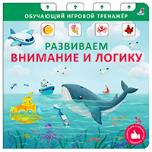 ОБУЧАЮЩИЙ ИГРОВОЙ ТРЕНАЖЁР
РАЗВИВАЕМ
ВНИМАНИЕ И ЛОГИКУ